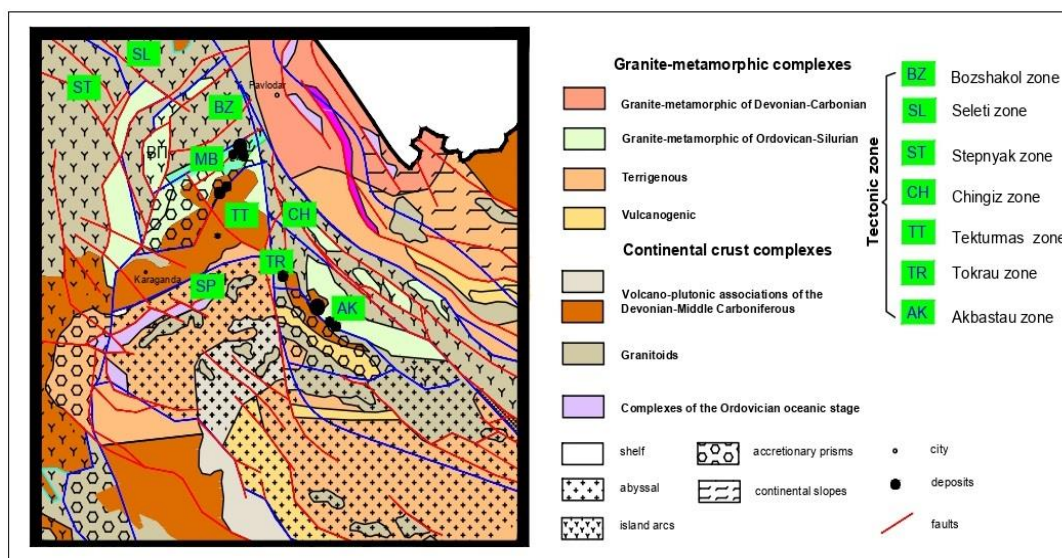 SL
ST
Pavlodar
BZ
ВП
MB
TT
CH
TR
Karaganda
SP
AK
Granite-metamorphic complexes
Granite-metamorphic of Devonian-Carbonian
Granite-metamorphic of Ordovican-Silurian
Terrigenous
Vulcanogenic
Continental crust complexes
Volcano-plutonic associations of the
Devonian-Middle Carboniferous
Granitoids
Complexes of the Ordovician oceanic stage
shelf
abyssal
island arcs
accretionary prisms
continental slopes
city
deposits
faults
Tectonic zone
BZ Bozshakol zone
SL Seleti zone
ST Stepnyak zone
CH Chingiz zone
TT Tekturmas zone
TR Tokrau zone
AK Akbastau zone